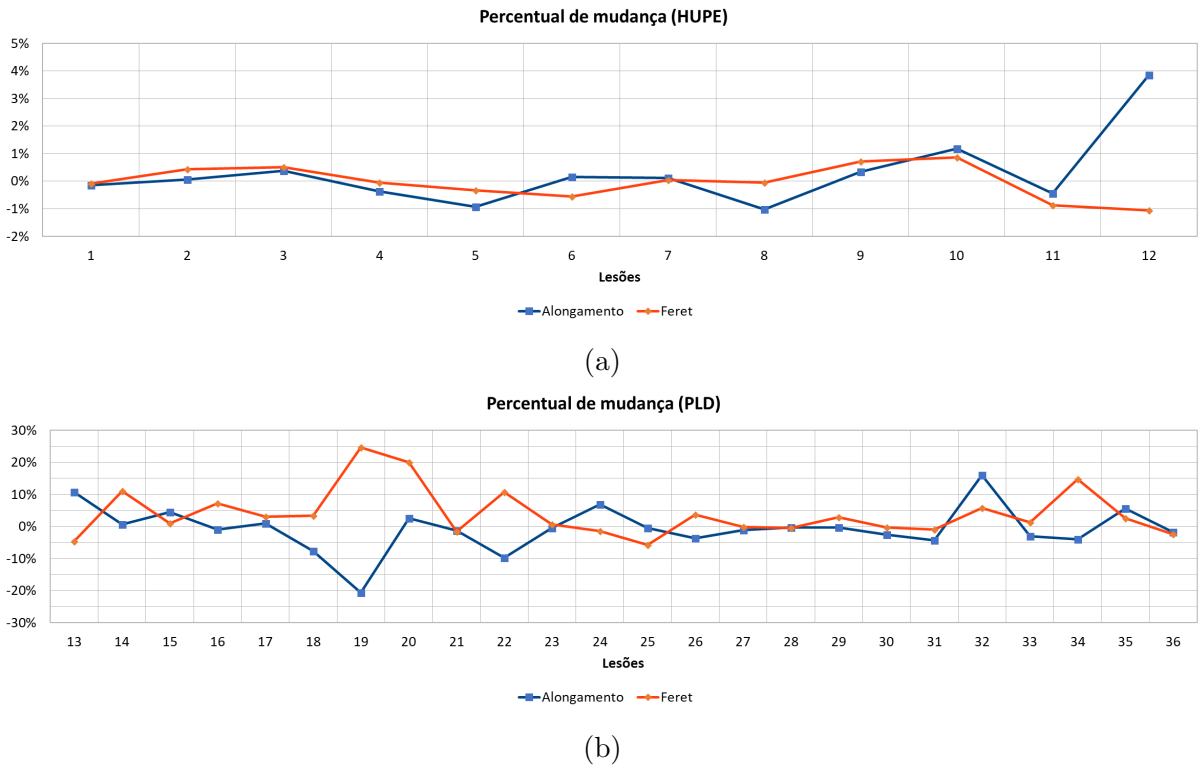 Percentual de mudança (HUPE)
5%
4%
3%
2%
1%
0%
-1%
-2%
1 2 3 4 5 6 7 8 9 10 11 12
Lesões
Alongamento Feret
(a)
Percentual de mudança (PLD)
30%
20%
10%
0%
-10%
-20%
-30%
13 14 15 16 17 18 19 20 21 22 23 24 25 26 27 28 29 30 31 32 33 34 35 36
Lesões
Alongamento Feret
(b)